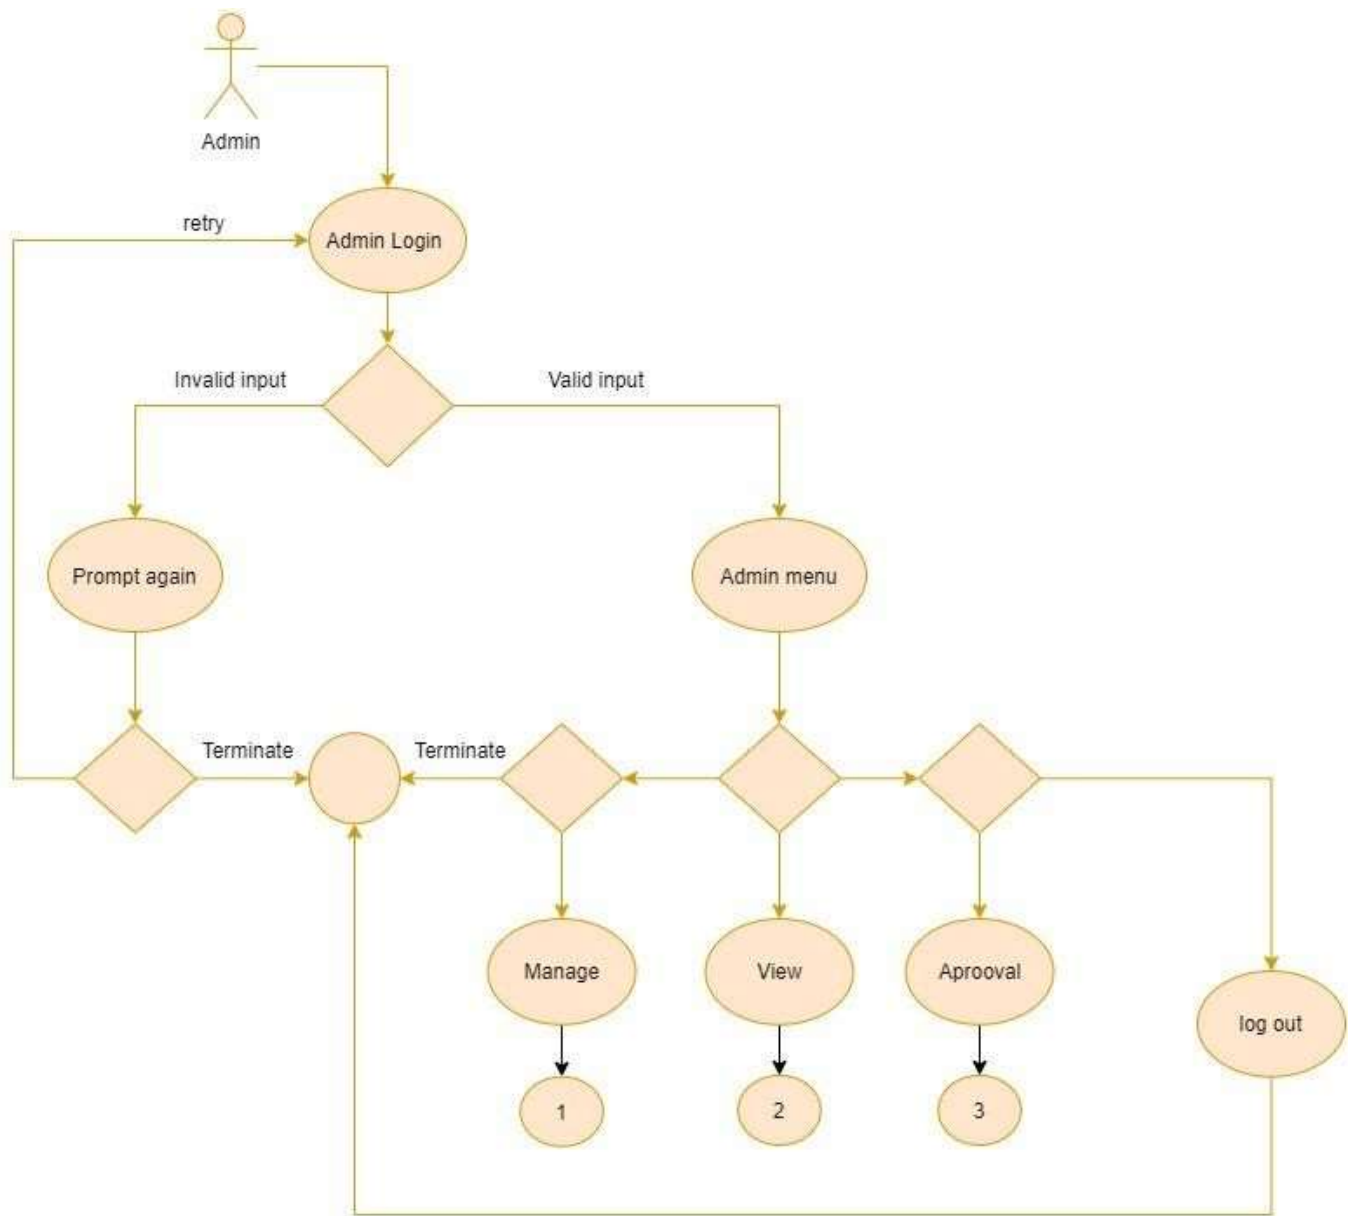 Admin
retry
Admin Login
Invalid input
Valid input
Prompt again
Admin menu
Terminate
Terminate
Manage
View
Aprooval
log out
1
2
3